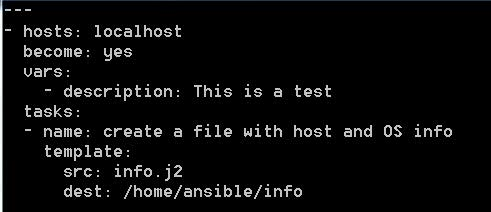 ---
- hosts: localhost
  become: yes
  vars:
    - description: This is a test
  tasks:
  - name: create a file with host and OS info
    template:
      src: info.j2
      dest: /home/ansible/info